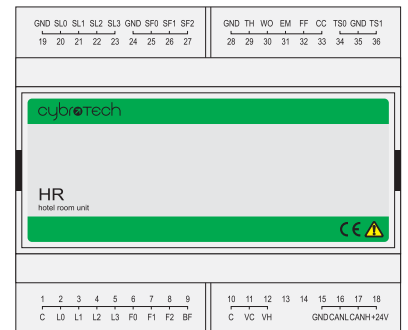 GND SL0 SL1 SL2 SL3 GND SF0 SF1 SF2 GND TH WO EM FF CC TS0 GND TS1
19 20 21 22 23 24 25 26 27 28 29 30 31 32 33 34 35 36
cybrotech
HR
hotel room unit
CE
1 2 3 4 5 6 7 8 9 10 11 12 13 14 15 16 17 18
C L0 L1 L2 L3 F0 F1 F2 BF C VC VH GND CANL CANH +24V